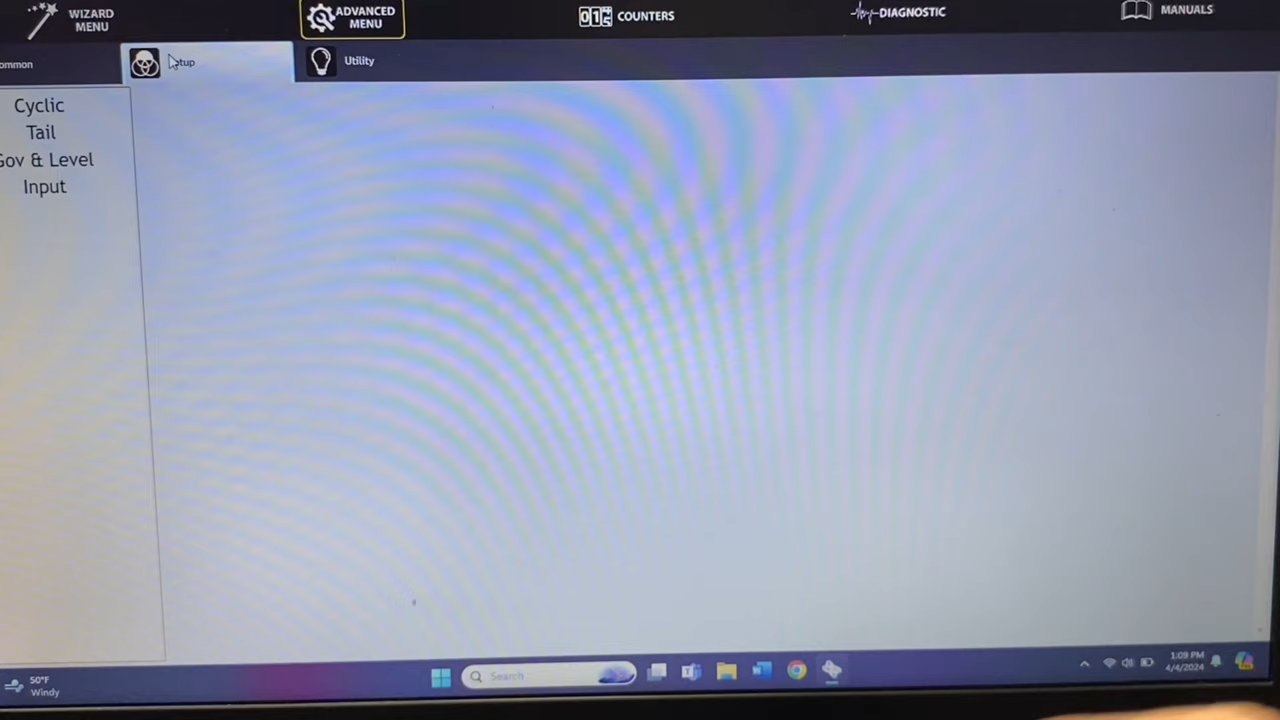 WIZARD
MENU
ADVANCED
MENU
COUNTERS
DIAGNOSTIC
MANUALS
ommon
tup
Utility
Cyclic
Tail
Gov & Level
Input
50°F
Windy
Search
1:09 PM
4/4/2024